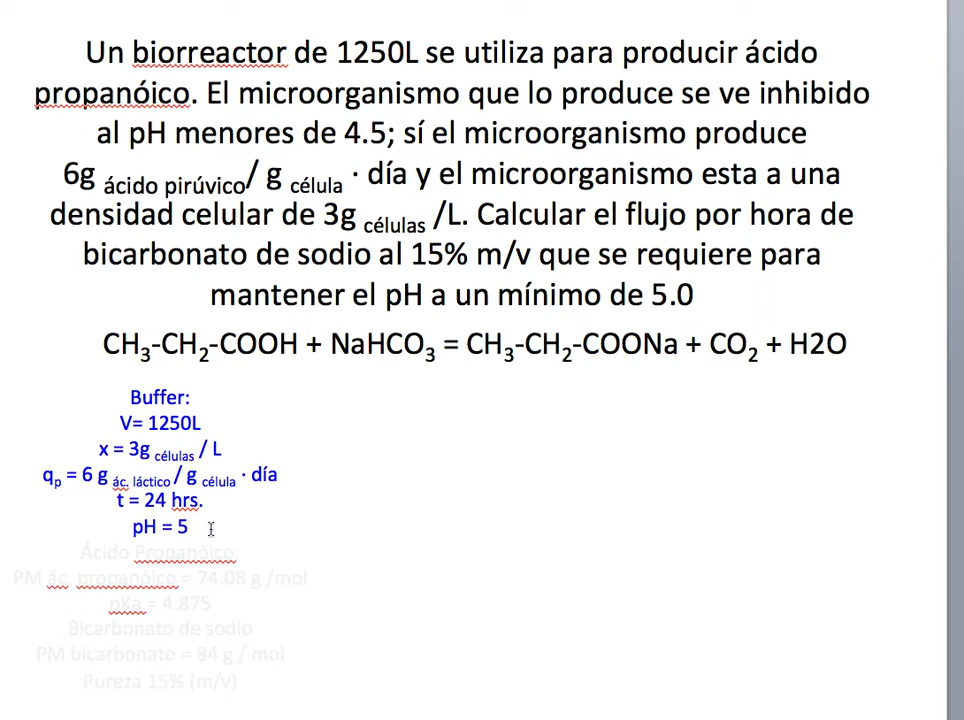 Un biorreactor de 1250L se utiliza para producir ácido
propanóico. El microorganismo que lo produce se ve inhibido
al pH menores de 4.5; sí el microorganismo produce
6g ácido pirúvico/ g célula · día y el microorganismo esta a una
densidad celular de 3g células /L. Calcular el flujo por hora de
bicarbonato de sodio al 15% m/v que se requiere para
mantener el pH a un mínimo de 5.0
CH3-CH2-COOH + NaHCO3 = CH3-CH2-COONa + CO2 + H2O
Buffer:
V= 1250L
x = 3g células / L
qp = 6 g ác. láctico / g célula · día
t = 24 hrs.
pH = 5
Ácido Propanóico:
PM ác. propanóico = 74.08 g /mol
pKa = 4.875
Bicarbonato de sodio
PM bicarbonato = 84 g / mol
Pureza 15% (m/v)